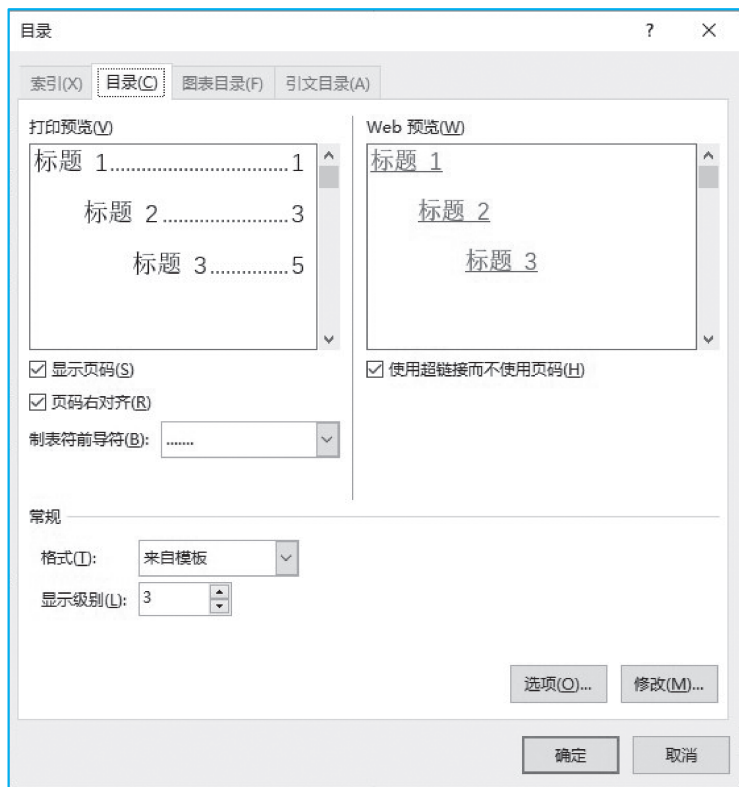 目录 ? ×
索引(X) 目录(C) 图表目录(F) 引文目录(A)
打印预览(V)
标题 1................................1
标题 2.......................3
标题 3..............5
显示页码(S)
页码右对齐(R)
制表符前导符(B): .......
Web 预览(W)
标题 1
标题 2
标题 3
使用超链接而不使用页码(H)
常规
格式(T): 来自模板
显示级别(L): 3
选项(O)... 修改(M)...
确定 取消